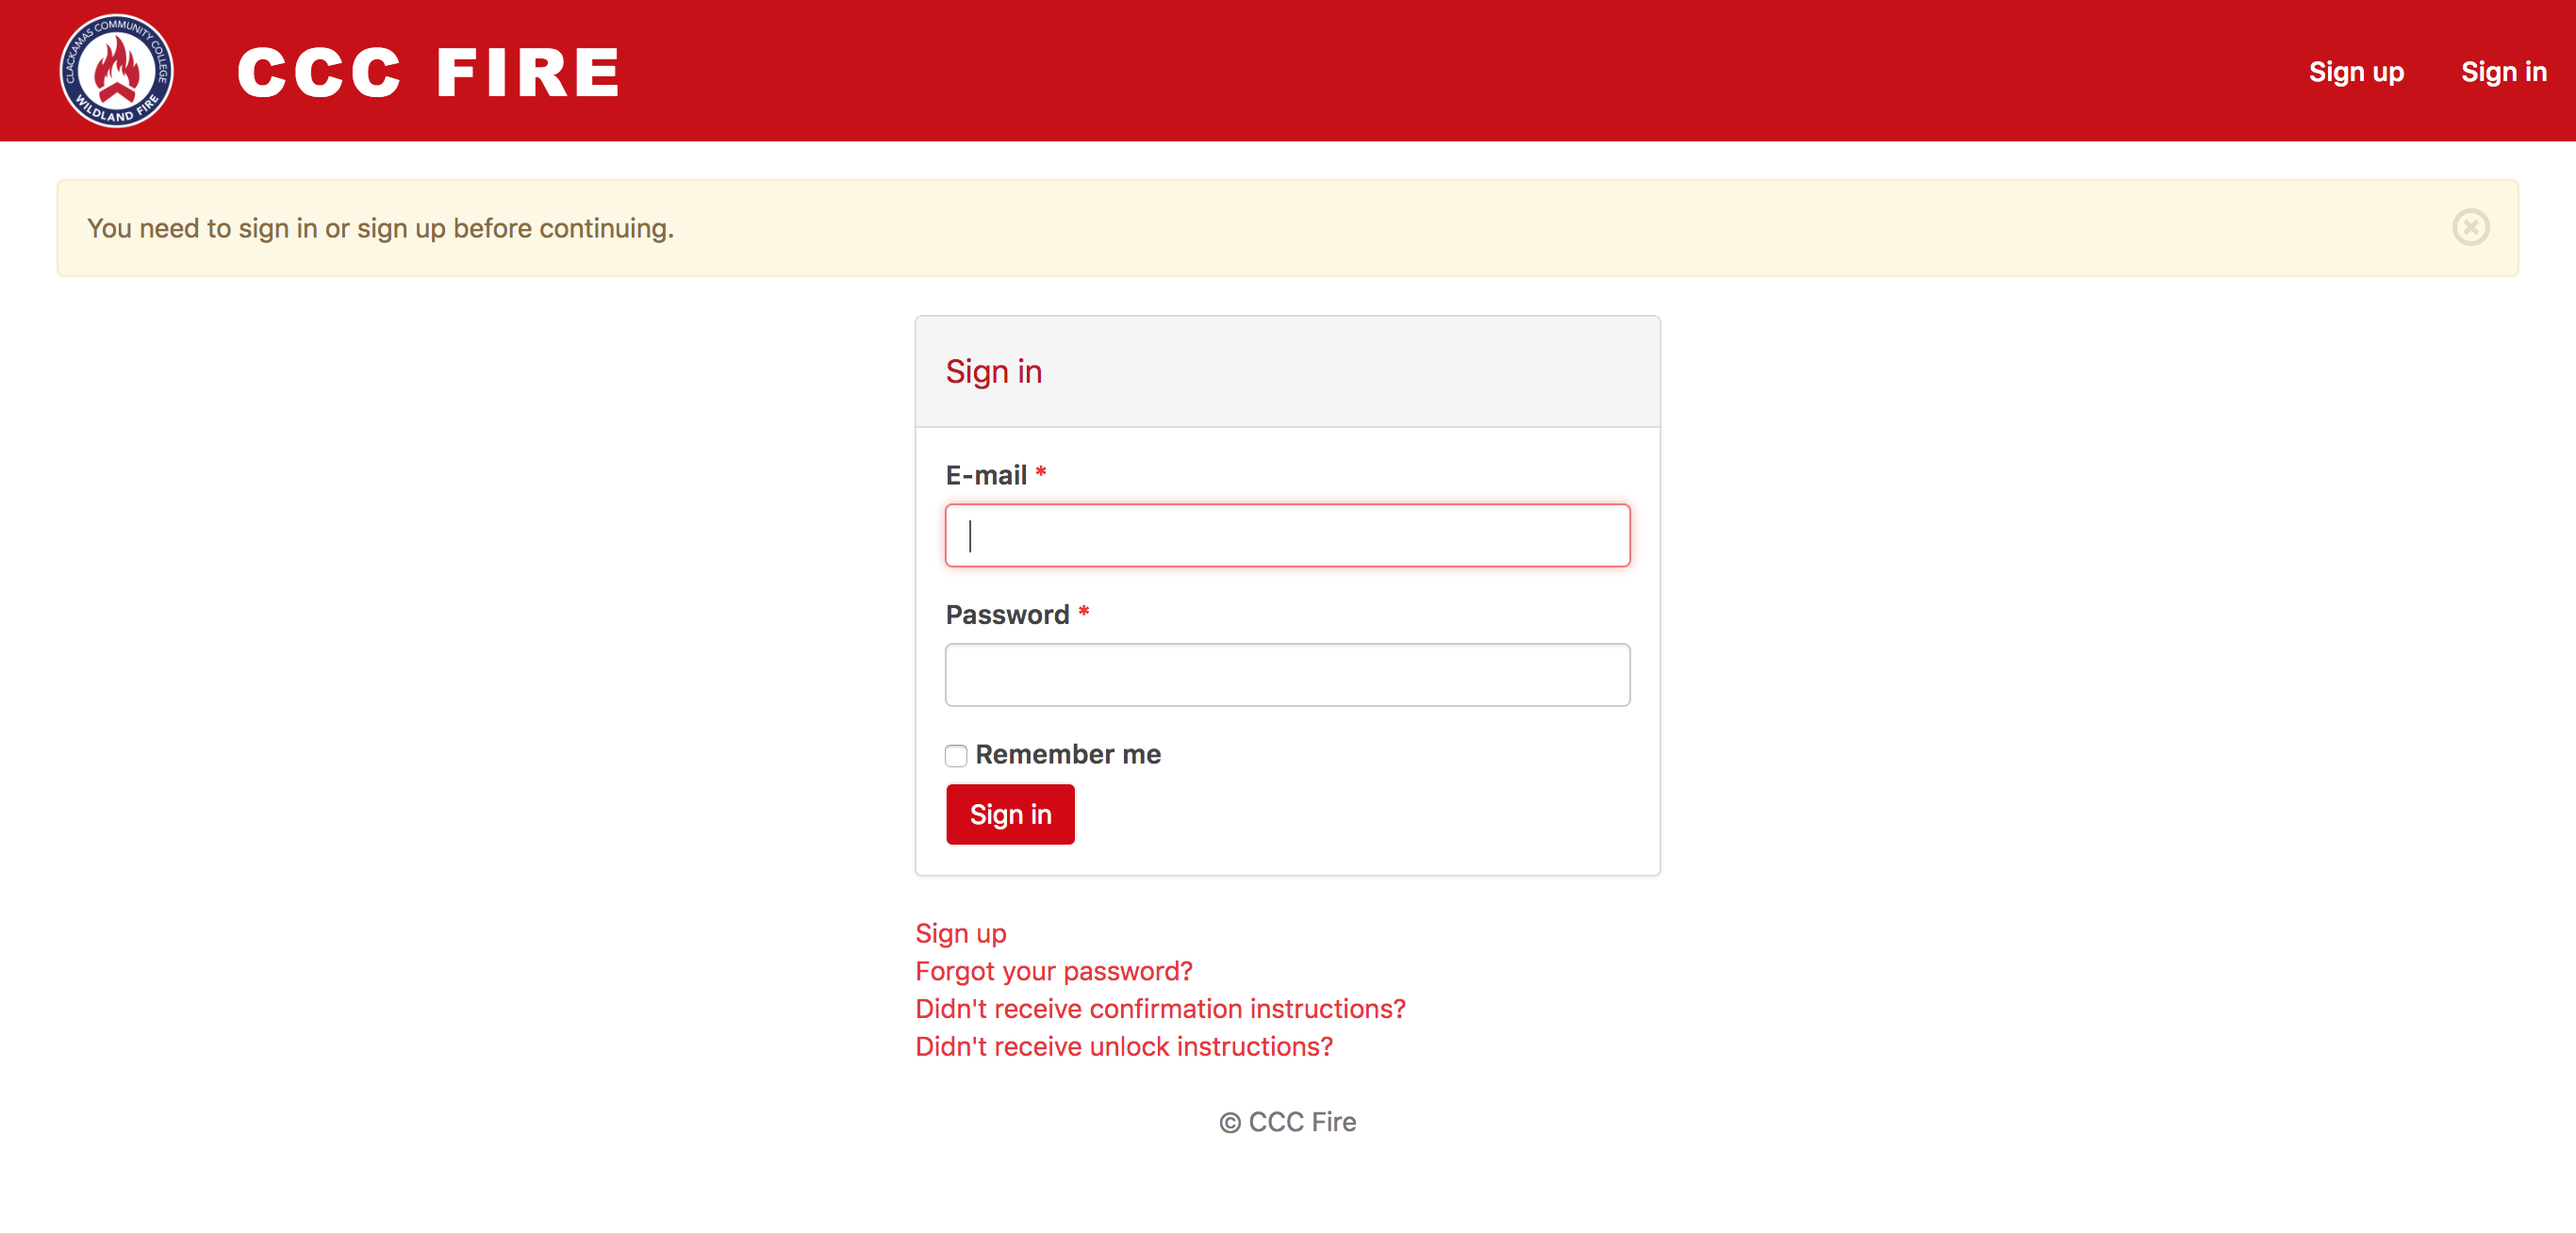 CLACKAMAS COMMUNITY COLLEGE
WILDLAND FIRE
CCC FIRE
Sign up
Sign in
You need to sign in or sign up before continuing.
Sign in
E-mail *
Password *
Remember me
Sign in
Sign up
Forgot your password?
Didn't receive confirmation instructions?
Didn't receive unlock instructions?
© CCC Fire